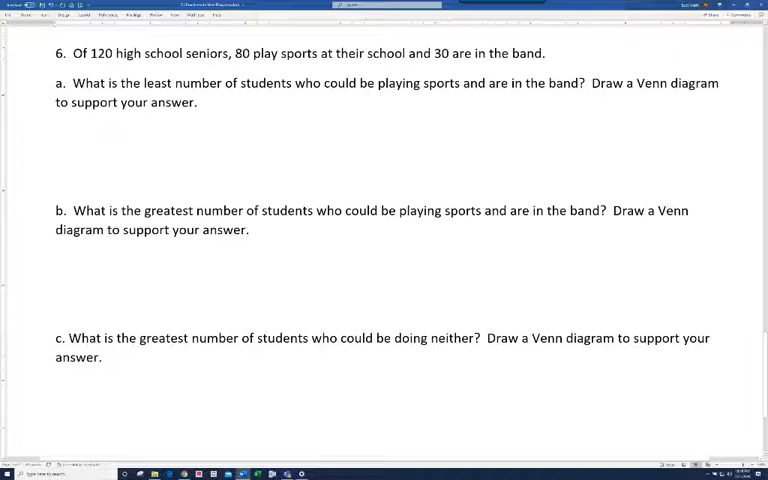 6. Of 120 high school seniors, 80 play sports at their school and 30 are in the band.
a. What is the least number of students who could be playing sports and are in the band? Draw a Venn diagram
to support your answer.
b. What is the greatest number of students who could be playing sports and are in the band? Draw a Venn
diagram to support your answer.
c. What is the greatest number of students who could be doing neither? Draw a Venn diagram to support your
answer.
Type here to search